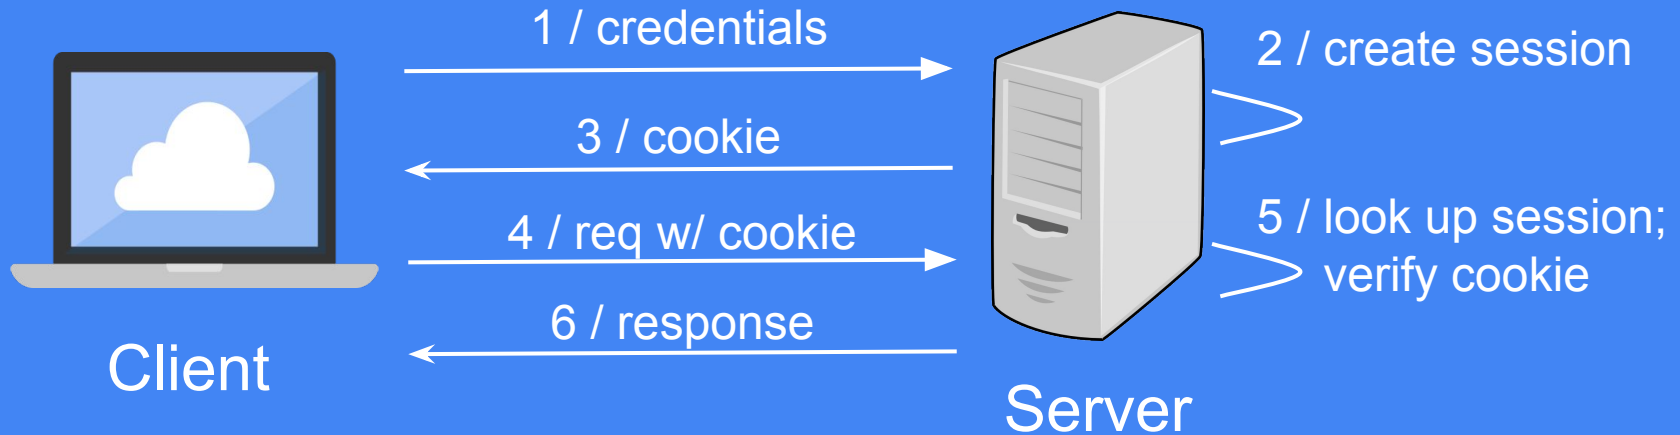 1 / credentials
2 / create session
3 / cookie
4 / req w/ cookie
5 / look up session;
verify cookie
6 / response
Client
Server